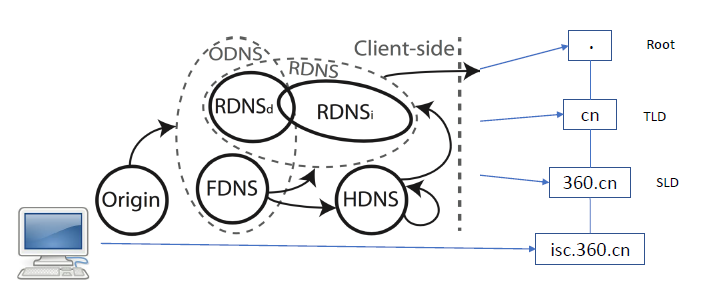 Client-side
ODNS
RDNS
RDNSd
RDNSi
Origin
FDNS
HDNS
.
Root
cn
TLD
360.cn
SLD
isc.360.cn